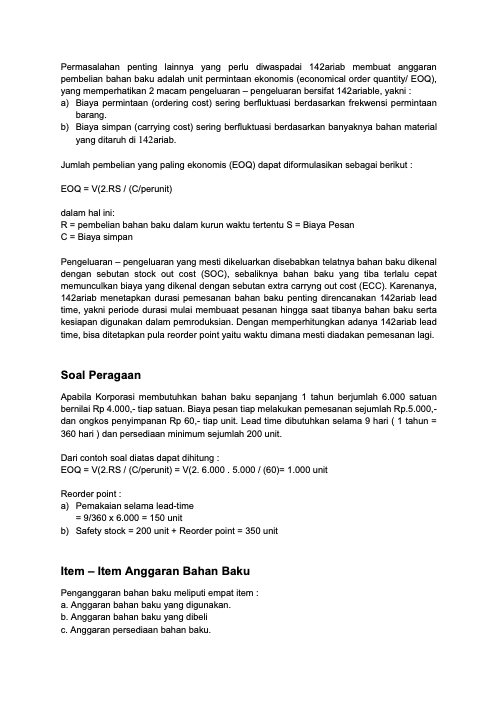 Permasalahan penting lainnya yang perlu diwaspadai 142ariab membuat anggaran
pembelian bahan baku adalah unit permintaan ekonomis (economical order quantity/ EOQ),
yang memperhatikan 2 macam pengeluaran – pengeluaran bersifat 142ariable, yakni :
a) Biaya permintaan (ordering cost) sering berfluktuasi berdasarkan frekwensi permintaan
barang.
b) Biaya simpan (carrying cost) sering berfluktuasi berdasarkan banyaknya bahan material
yang ditaruh di 142ariab.
Jumlah pembelian yang paling ekonomis (EOQ) dapat diformulasikan sebagai berikut :
EOQ = V(2.RS / (C/perunit)
dalam hal ini:
R = pembelian bahan baku dalam kurun waktu tertentu S = Biaya Pesan
C = Biaya simpan
Pengeluaran – pengeluaran yang mesti dikeluarkan disebabkan telatnya bahan baku dikenal
dengan sebutan stock out cost (SOC), sebaliknya bahan baku yang tiba terlalu cepat
memunculkan biaya yang dikenal dengan sebutan extra carryng out cost (ECC). Karenanya,
142ariab menetapkan durasi pemesanan bahan baku penting direncanakan 142ariab lead
time, yakni periode durasi mulai membuat pesanan hingga saat tibanya bahan baku serta
kesiapan digunakan dalam pemroduksian. Dengan memperhitungkan adanya 142ariab lead
time, bisa ditetapkan pula reorder point yaitu waktu dimana mesti diadakan pemesanan lagi.
Soal Peragaan
Apabila Korporasi membutuhkan bahan baku sepanjang 1 tahun berjumlah 6.000 satuan
bernilai Rp 4.000,- tiap satuan. Biaya pesan tiap melakukan pemesanan sejumlah Rp.5.000,-
dan ongkos penyimpanan Rp 60,- tiap unit. Lead time dibutuhkan selama 9 hari ( 1 tahun =
360 hari ) dan persediaan minimum sejumlah 200 unit.
Dari contoh soal diatas dapat dihitung :
EOQ = V(2.RS / (C/perunit) = V(2. 6.000 . 5.000 / (60)= 1.000 unit
Reorder point :
a) Pemakaian selama lead-time
= 9/360 x 6.000 = 150 unit
b) Safety stock = 200 unit + Reorder point = 350 unit
Item – Item Anggaran Bahan Baku
Penganggaran bahan baku meliputi empat item :
a. Anggaran bahan baku yang digunakan.
b. Anggaran bahan baku yang dibeli
c. Anggaran persediaan bahan baku.